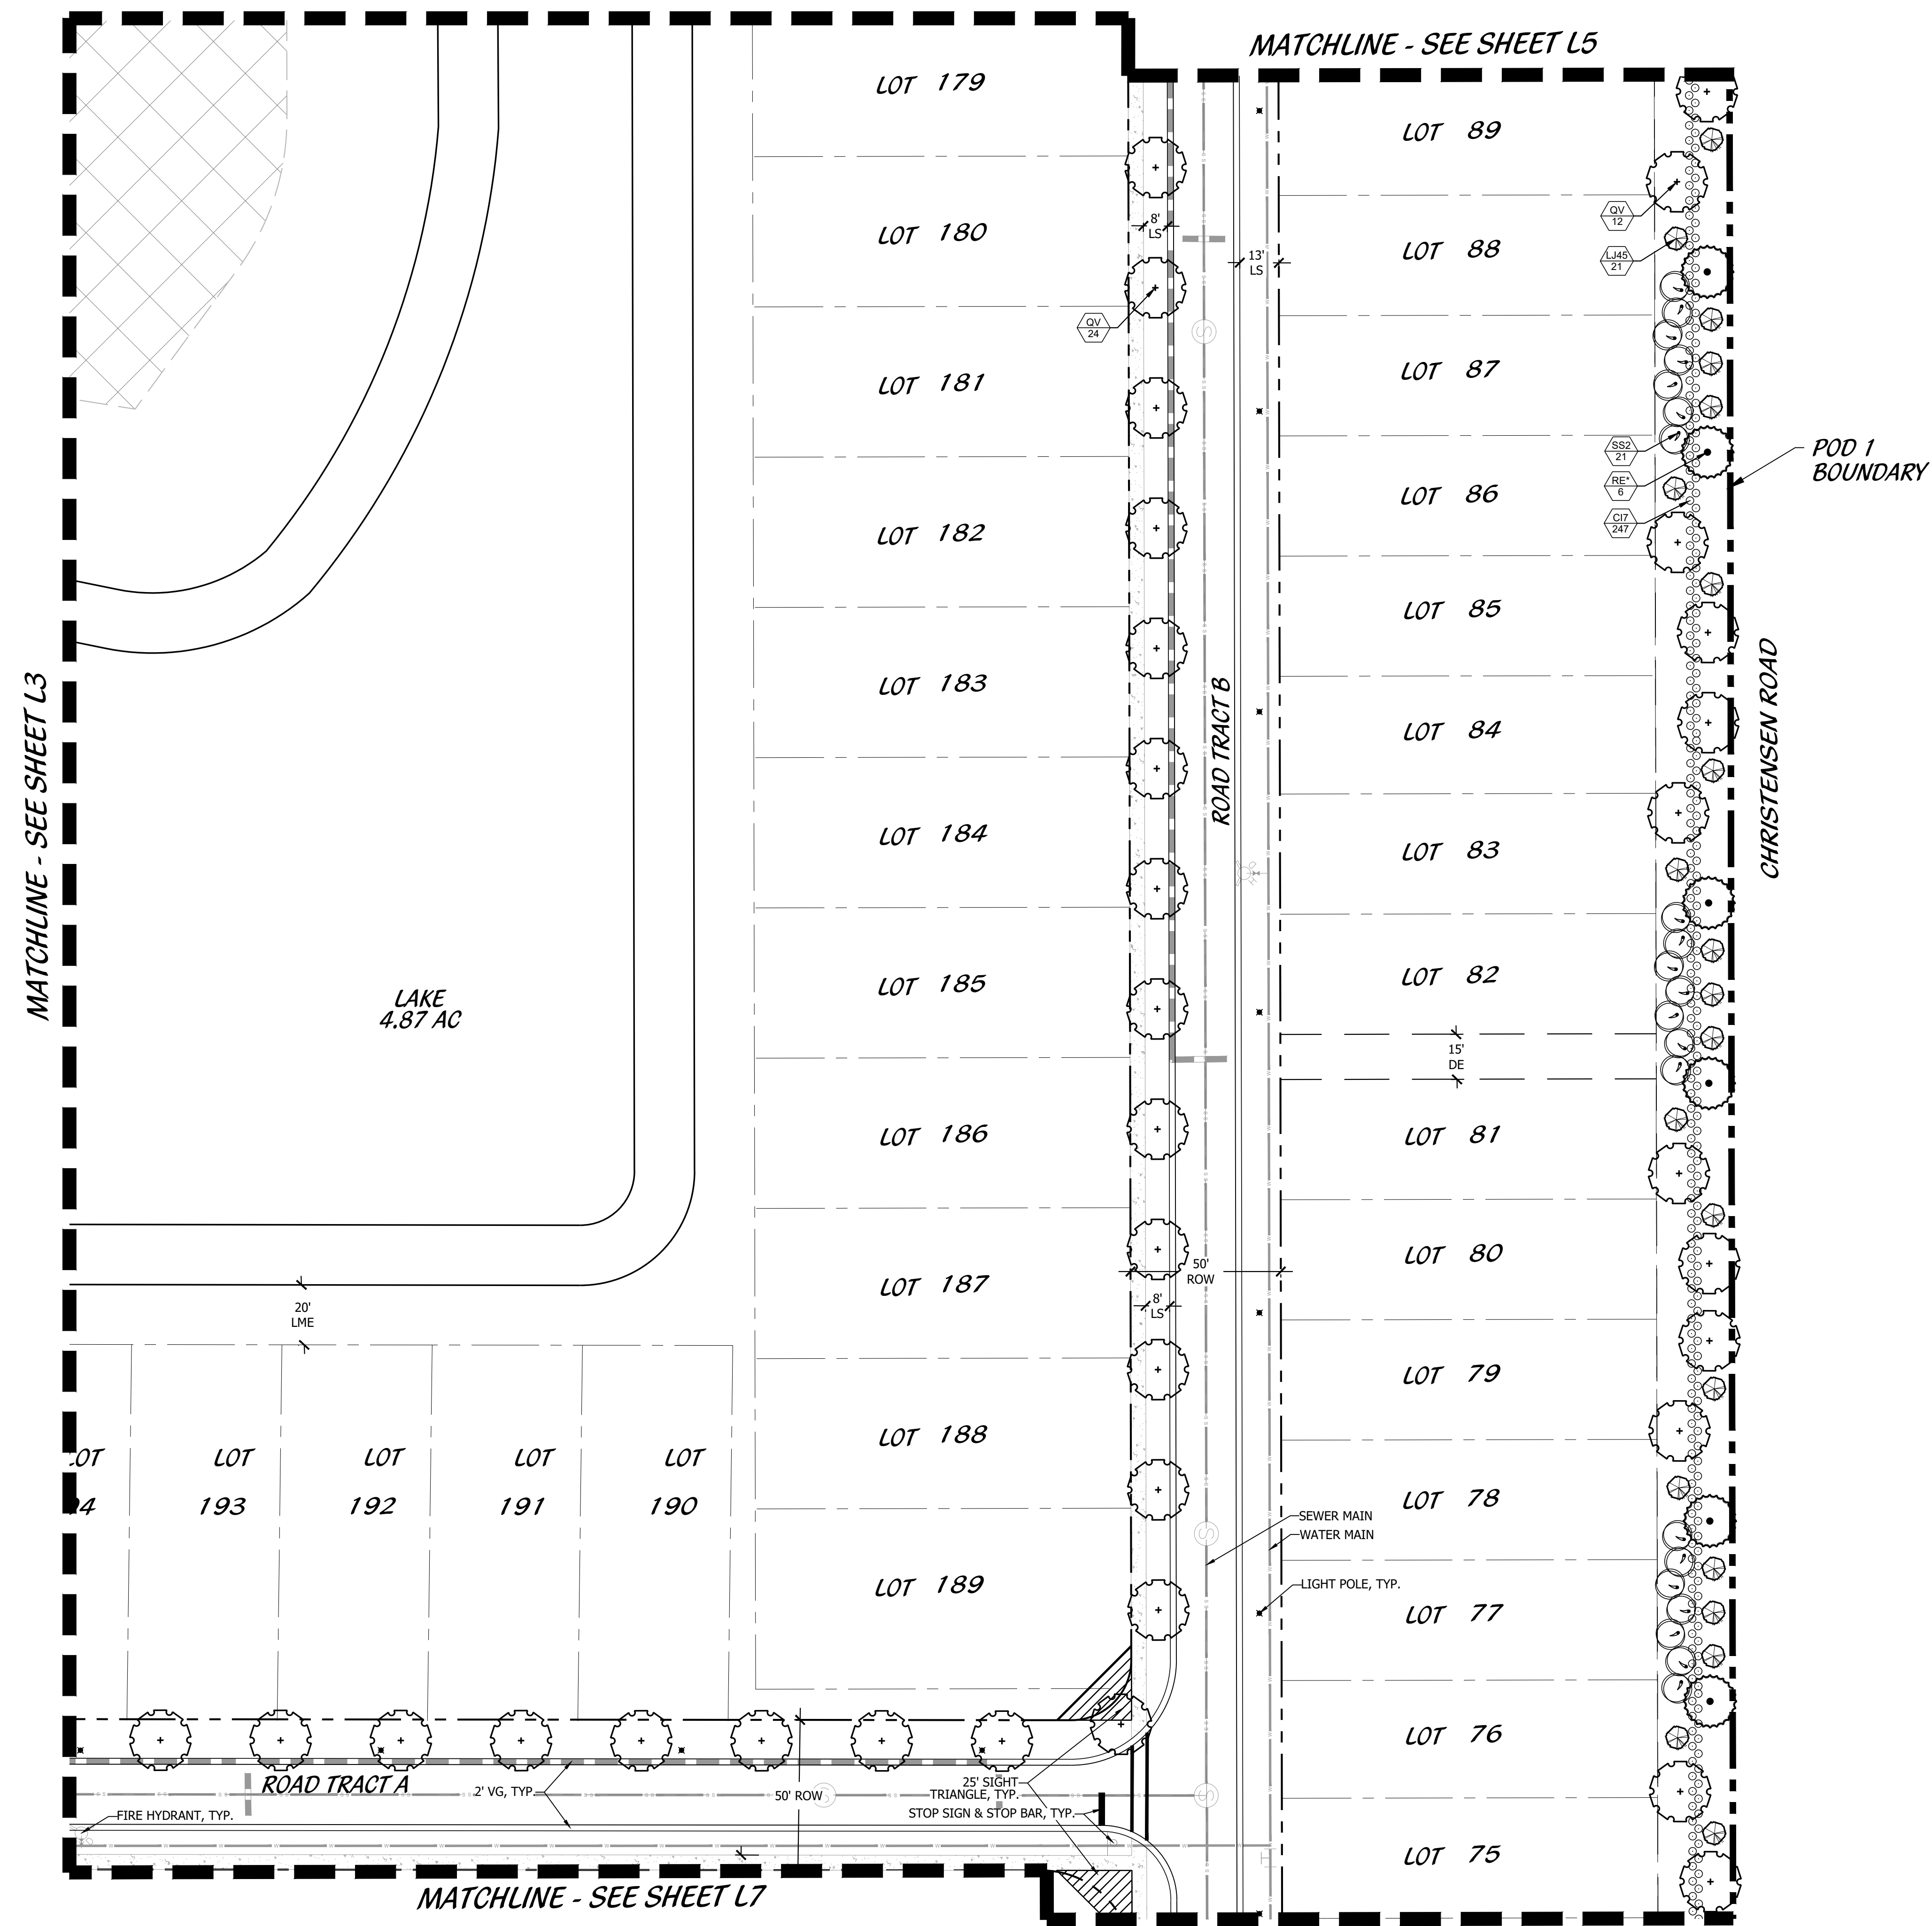 MATCHLINE - SEE SHEET L5
MATCHLINE - SEE SHEET L3
LOT 179
LOT 180
LOT 181
LOT 182
LOT 183
LOT 184
LOT 185
LOT 186
LOT 187
LOT 188
LOT 189
8'
LS
QV
24
13'
LS
ROAD TRACT B
LOT 89
LOT 88
LOT 87
LOT 86
LOT 85
LOT 84
LOT 83
LOT 82
15'
DE
LOT 81
LOT 80
LOT 79
LOT 78
LOT 77
LOT 76
LOT 75
QV
12
LJ45
21
SS2
21
RE*
6
CI7
247
POD 1
BOUNDARY
CHRISTENSEN ROAD
LAKE
4.87 AC
50'
ROW
8'
LS
20'
LME
LOT
193
LOT
192
LOT
191
LOT
190
SEWER MAIN
WATER MAIN
LIGHT POLE, TYP.
ROAD TRACT A
2' VG, TYP.
50' ROW
25' SIGHT
TRIANGLE, TYP.
STOP SIGN & STOP BAR, TYP.
FIRE HYDRANT, TYP.
MATCHLINE - SEE SHEET L7